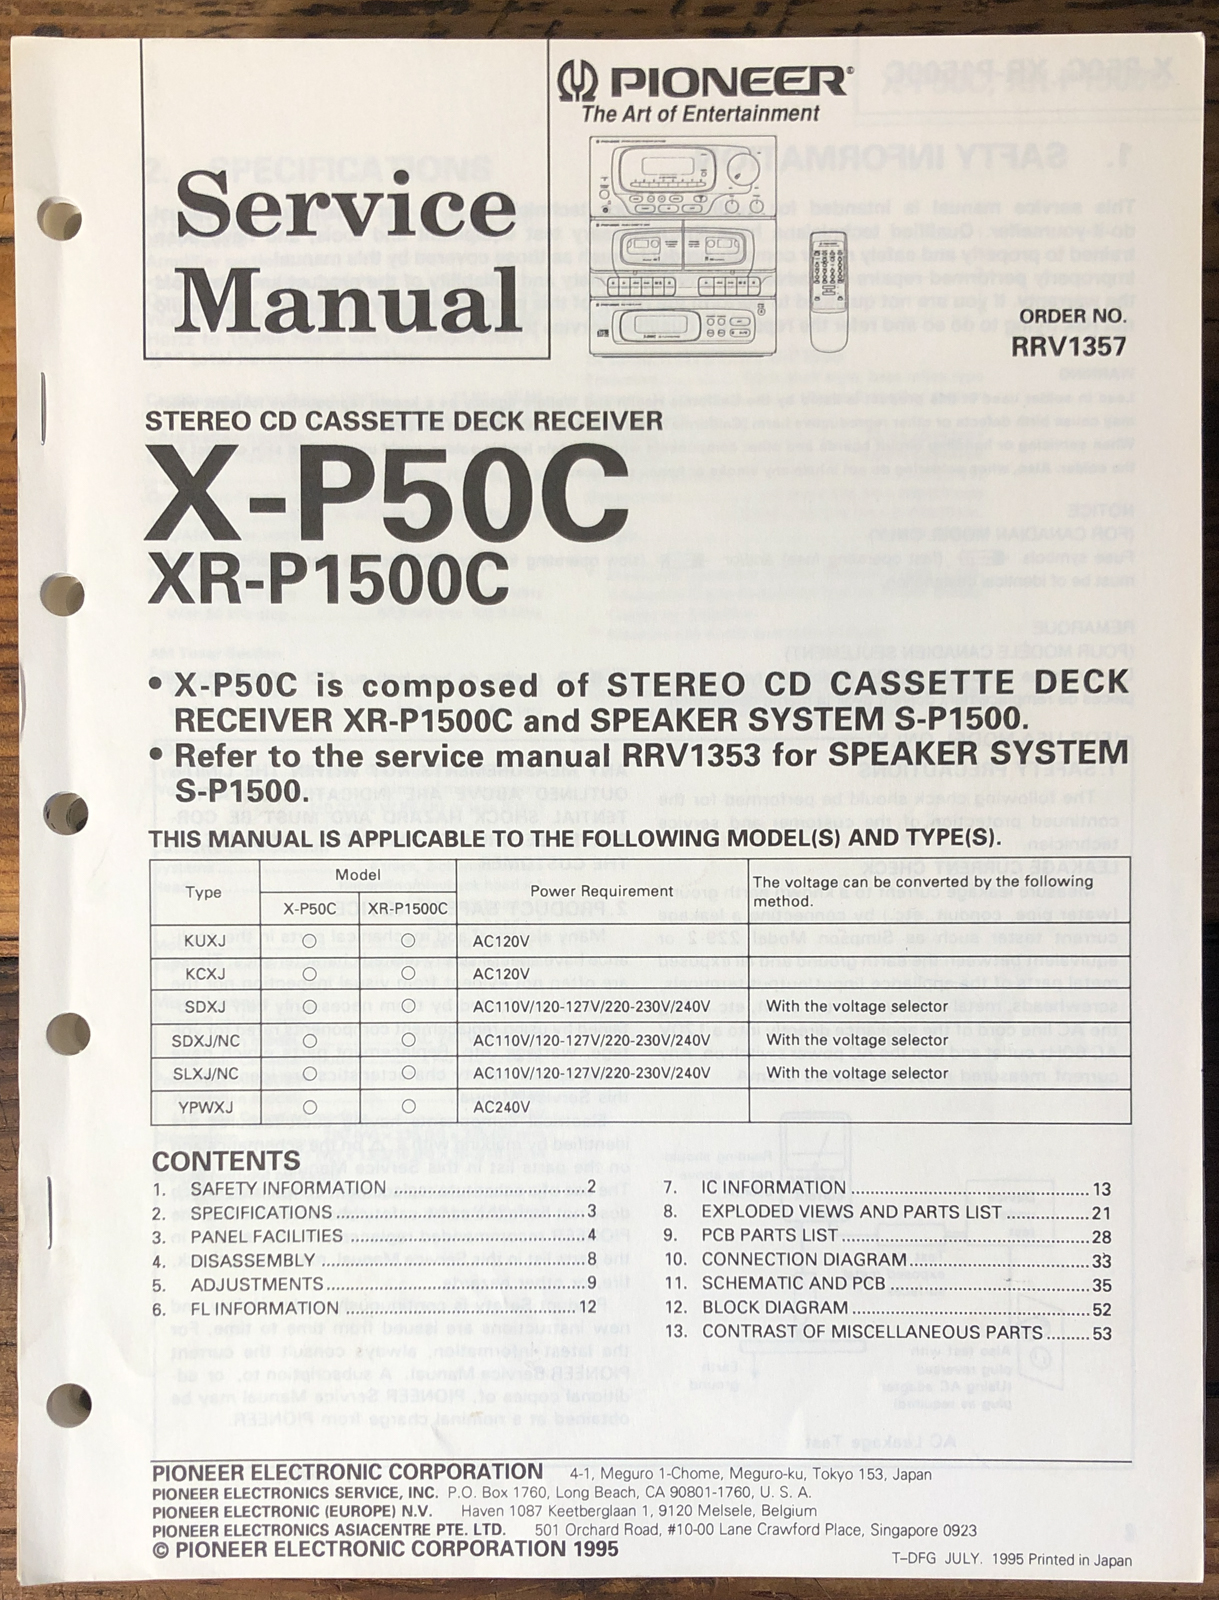 Service
Manual
PIONEER®
The Art of Entertainment
ORDER NO.
RRV1357
STEREO CD CASSETTE DECK RECEIVER
X-P50C
XR-P1500C
• X-P50C is composed of STEREO CD CASSETTE DECK
RECEIVER XR-P1500C and SPEAKER SYSTEM S-P1500.
• Refer to the service manual RRV1353 for SPEAKER SYSTEM
S-P1500.
THIS MANUAL IS APPLICABLE TO THE FOLLOWING MODEL(S) AND TYPE(S).
Type Model Power Requirement The voltage can be converted by the following method.
X-P50C XR-P1500C
KUXJ ○ ○ AC120V
KCXJ ○ ○ AC120V
SDXJ ○ ○ AC110V/120-127V/220-230V/240V With the voltage selector
SDXJ/NC ○ ○ AC110V/120-127V/220-230V/240V With the voltage selector
SLXJ/NC ○ ○ AC110V/120-127V/220-230V/240V With the voltage selector
YPWXJ ○ ○ AC240V
CONTENTS
1. SAFETY INFORMATION ........ 2
2. SPECIFICATIONS ........ 3
3. PANEL FACILITIES ........ 4
4. DISASSEMBLY ........ 8
5. ADJUSTMENTS ........ 9
6. FL INFORMATION ........ 12
7. IC INFORMATION ........ 13
8. EXPLODED VIEWS AND PARTS LIST ........ 21
9. PCB PARTS LIST ........ 28
10. CONNECTION DIAGRAM ........ 33
11. SCHEMATIC AND PCB ........ 35
12. BLOCK DIAGRAM ........ 52
13. CONTRAST OF MISCELLANEOUS PARTS ........ 53
PIONEER ELECTRONIC CORPORATION 4-1, Meguro 1-Chome, Meguro-ku, Tokyo 153, Japan
PIONEER ELECTRONICS SERVICE, INC. P.O. Box 1760, Long Beach, CA 90801-1760, U. S. A.
PIONEER ELECTRONIC (EUROPE) N.V. Haven 1087 Keetberglaan 1, 9120 Melsele, Belgium
PIONEER ELECTRONICS ASIACENTRE PTE. LTD. 501 Orchard Road, #10-00 Lane Crawford Place, Singapore 0923
© PIONEER ELECTRONIC CORPORATION 1995
T–DFG JULY. 1995 Printed in Japan